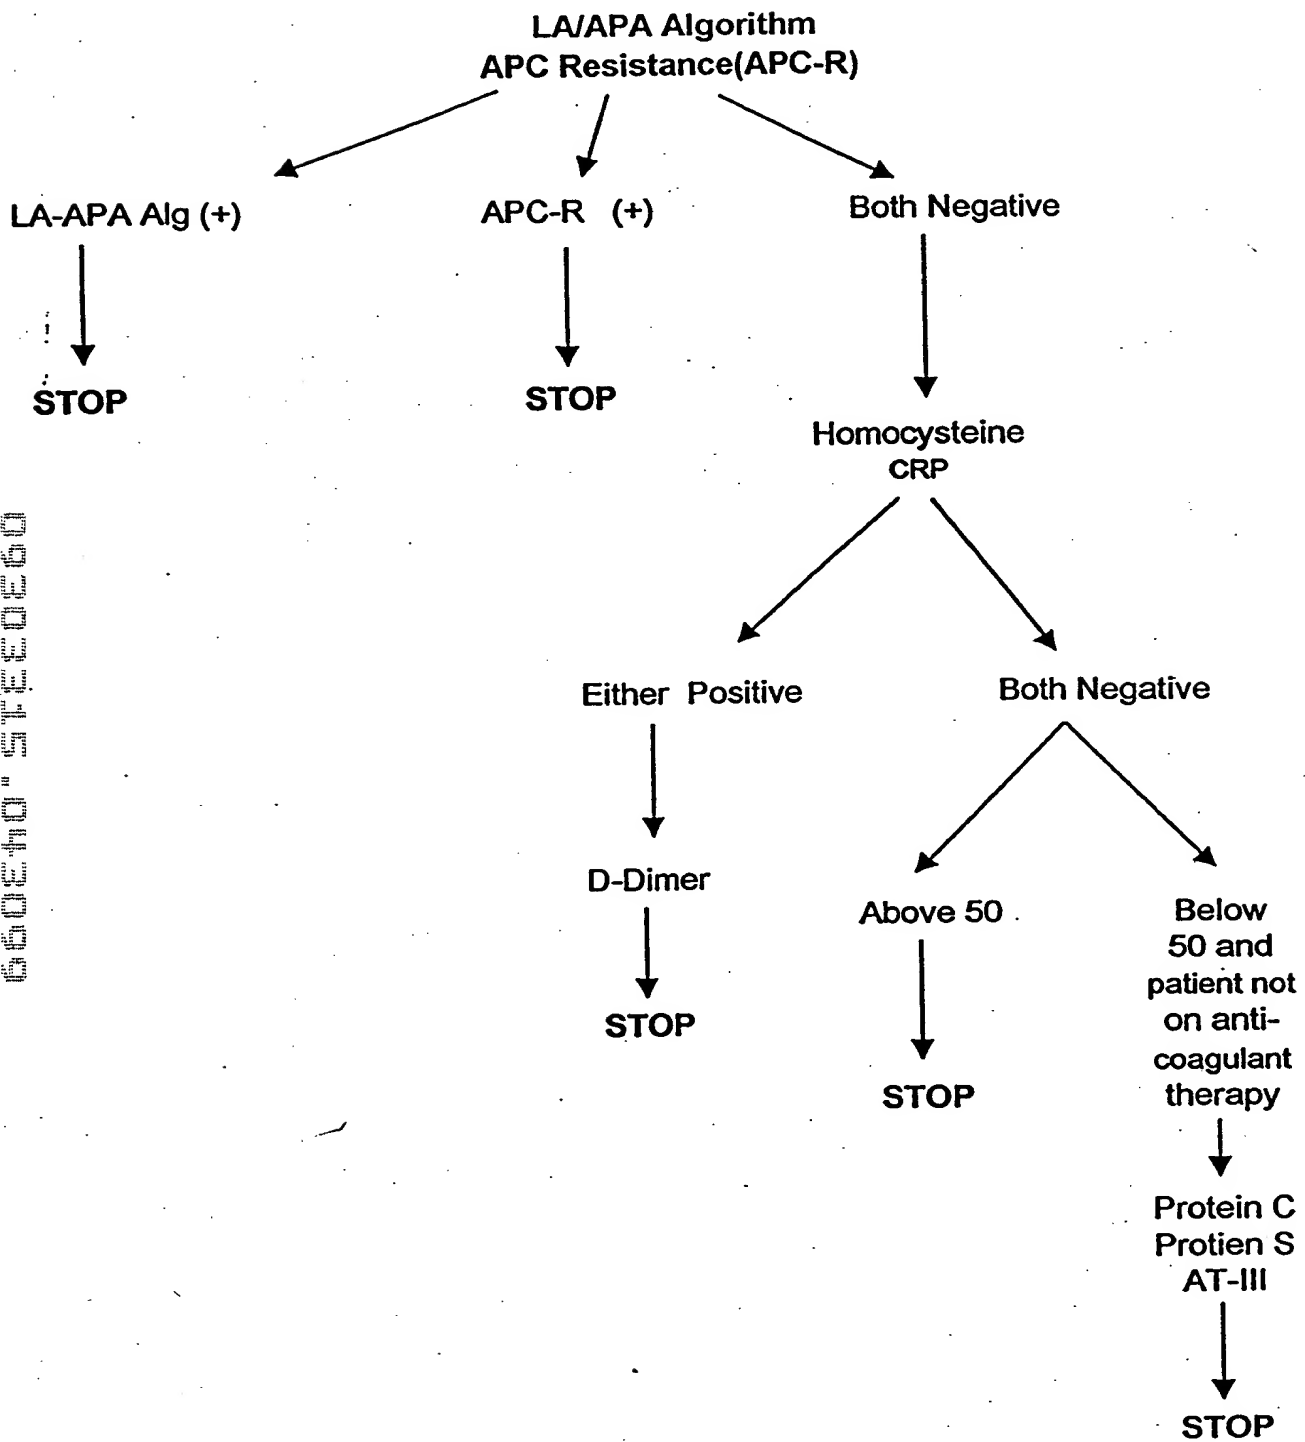 LA/APA Algorithm
APC Resistance(APC-R)
LA-APA Alg (+)
APC-R (+)
Both Negative
STOP
STOP
Homocysteine
CRP
Either Positive
Both Negative
D-Dimer
Above 50
Below
50 and
patient not
on anti-
coagulant
therapy
STOP
STOP
Protein C
Protien S
AT-III
STOP
09303315.043099